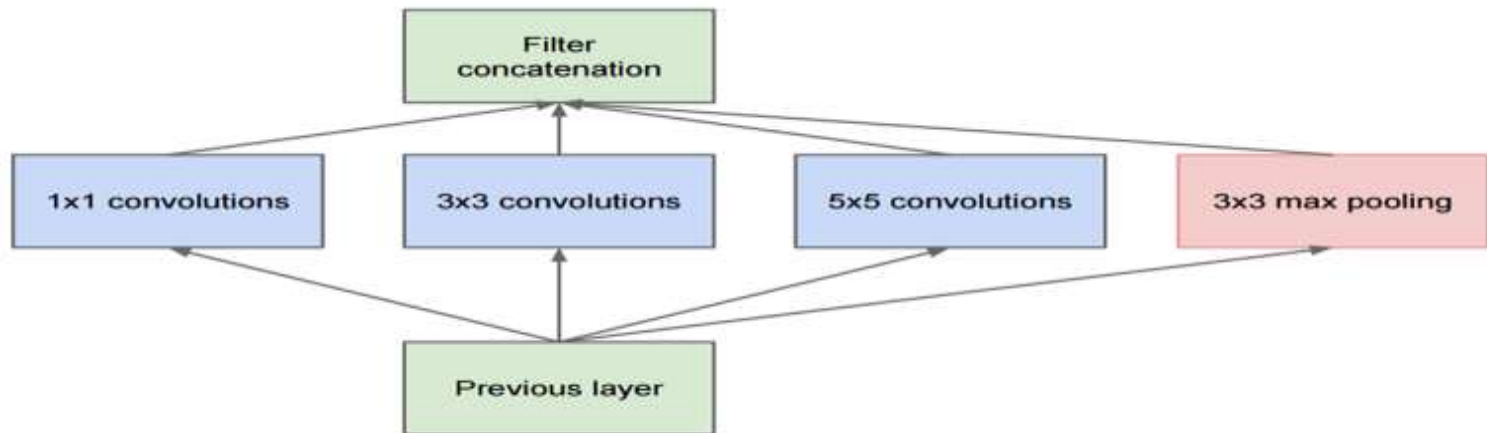 Filter
concatenation
1x1 convolutions
3x3 convolutions
5x5 convolutions
3x3 max pooling
Previous layer